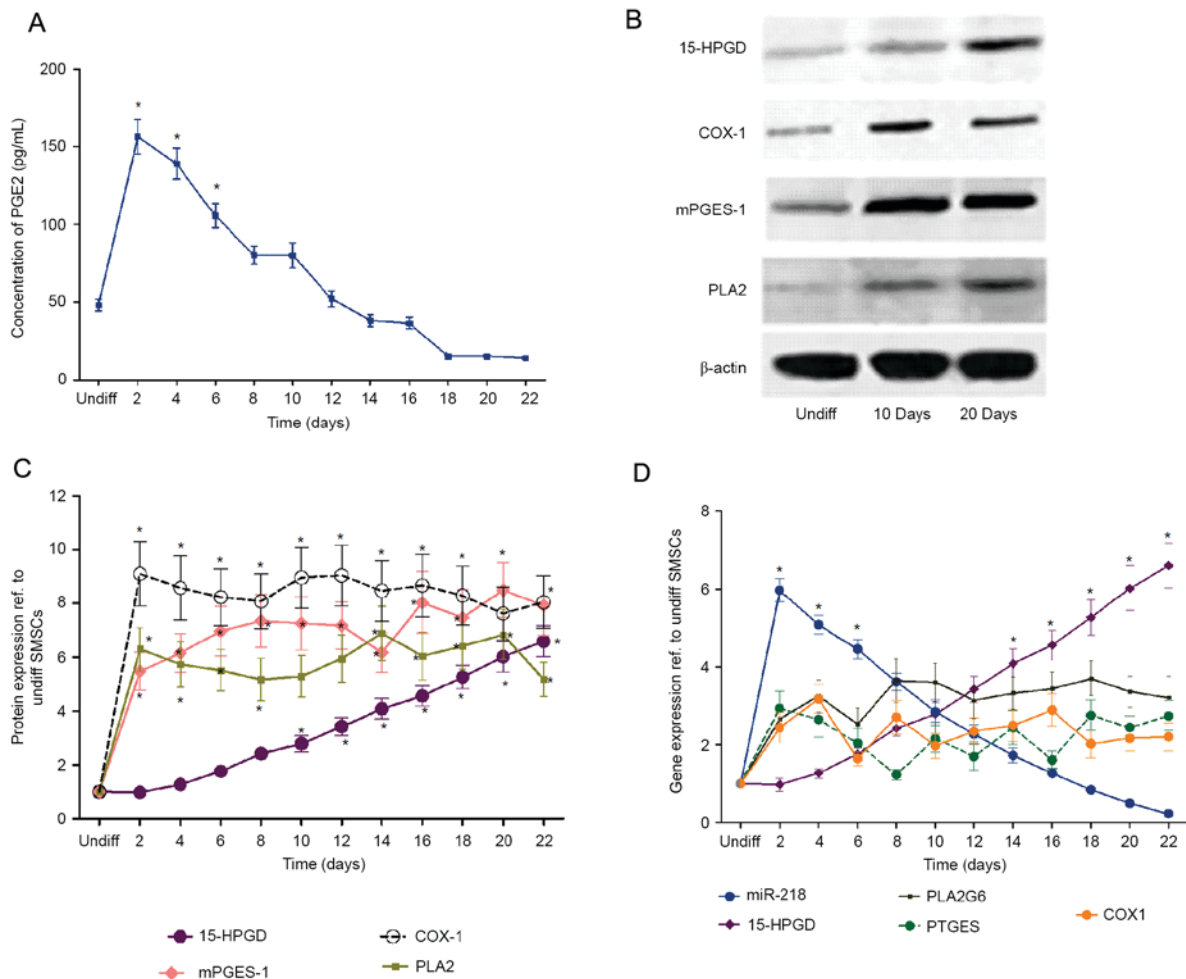 A
200
150
100
50
0
Concentration of PGE2 (pg/mL)
*
*
*
Undiff 2 4 6 8 10 12 14 16 18 20 22
Time (days)
B
15-HPGD
COX-1
mPGES-1
PLA2
β-actin
Undiff 10 Days 20 Days
C
12
10
8
6
4
2
0
Protein expression ref. to
undiff SMSCs
* * * * * * * * * *
Undiff 2 4 6 8 10 12 14 16 18 20 22
Time (days)
15-HPGD
COX-1
mPGES-1
PLA2
D
8
6
4
2
0
Gene expression ref. to undiff SMSCs
* * * * * * * *
Undiff 2 4 6 8 10 12 14 16 18 20 22
Time (days)
miR-218
PLA2G6
COX1
15-HPGD
PTGES